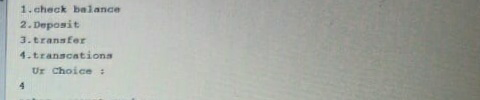 1.check balance
2.Deposit
3.transfer
4.transcations
Ur Choice :
4